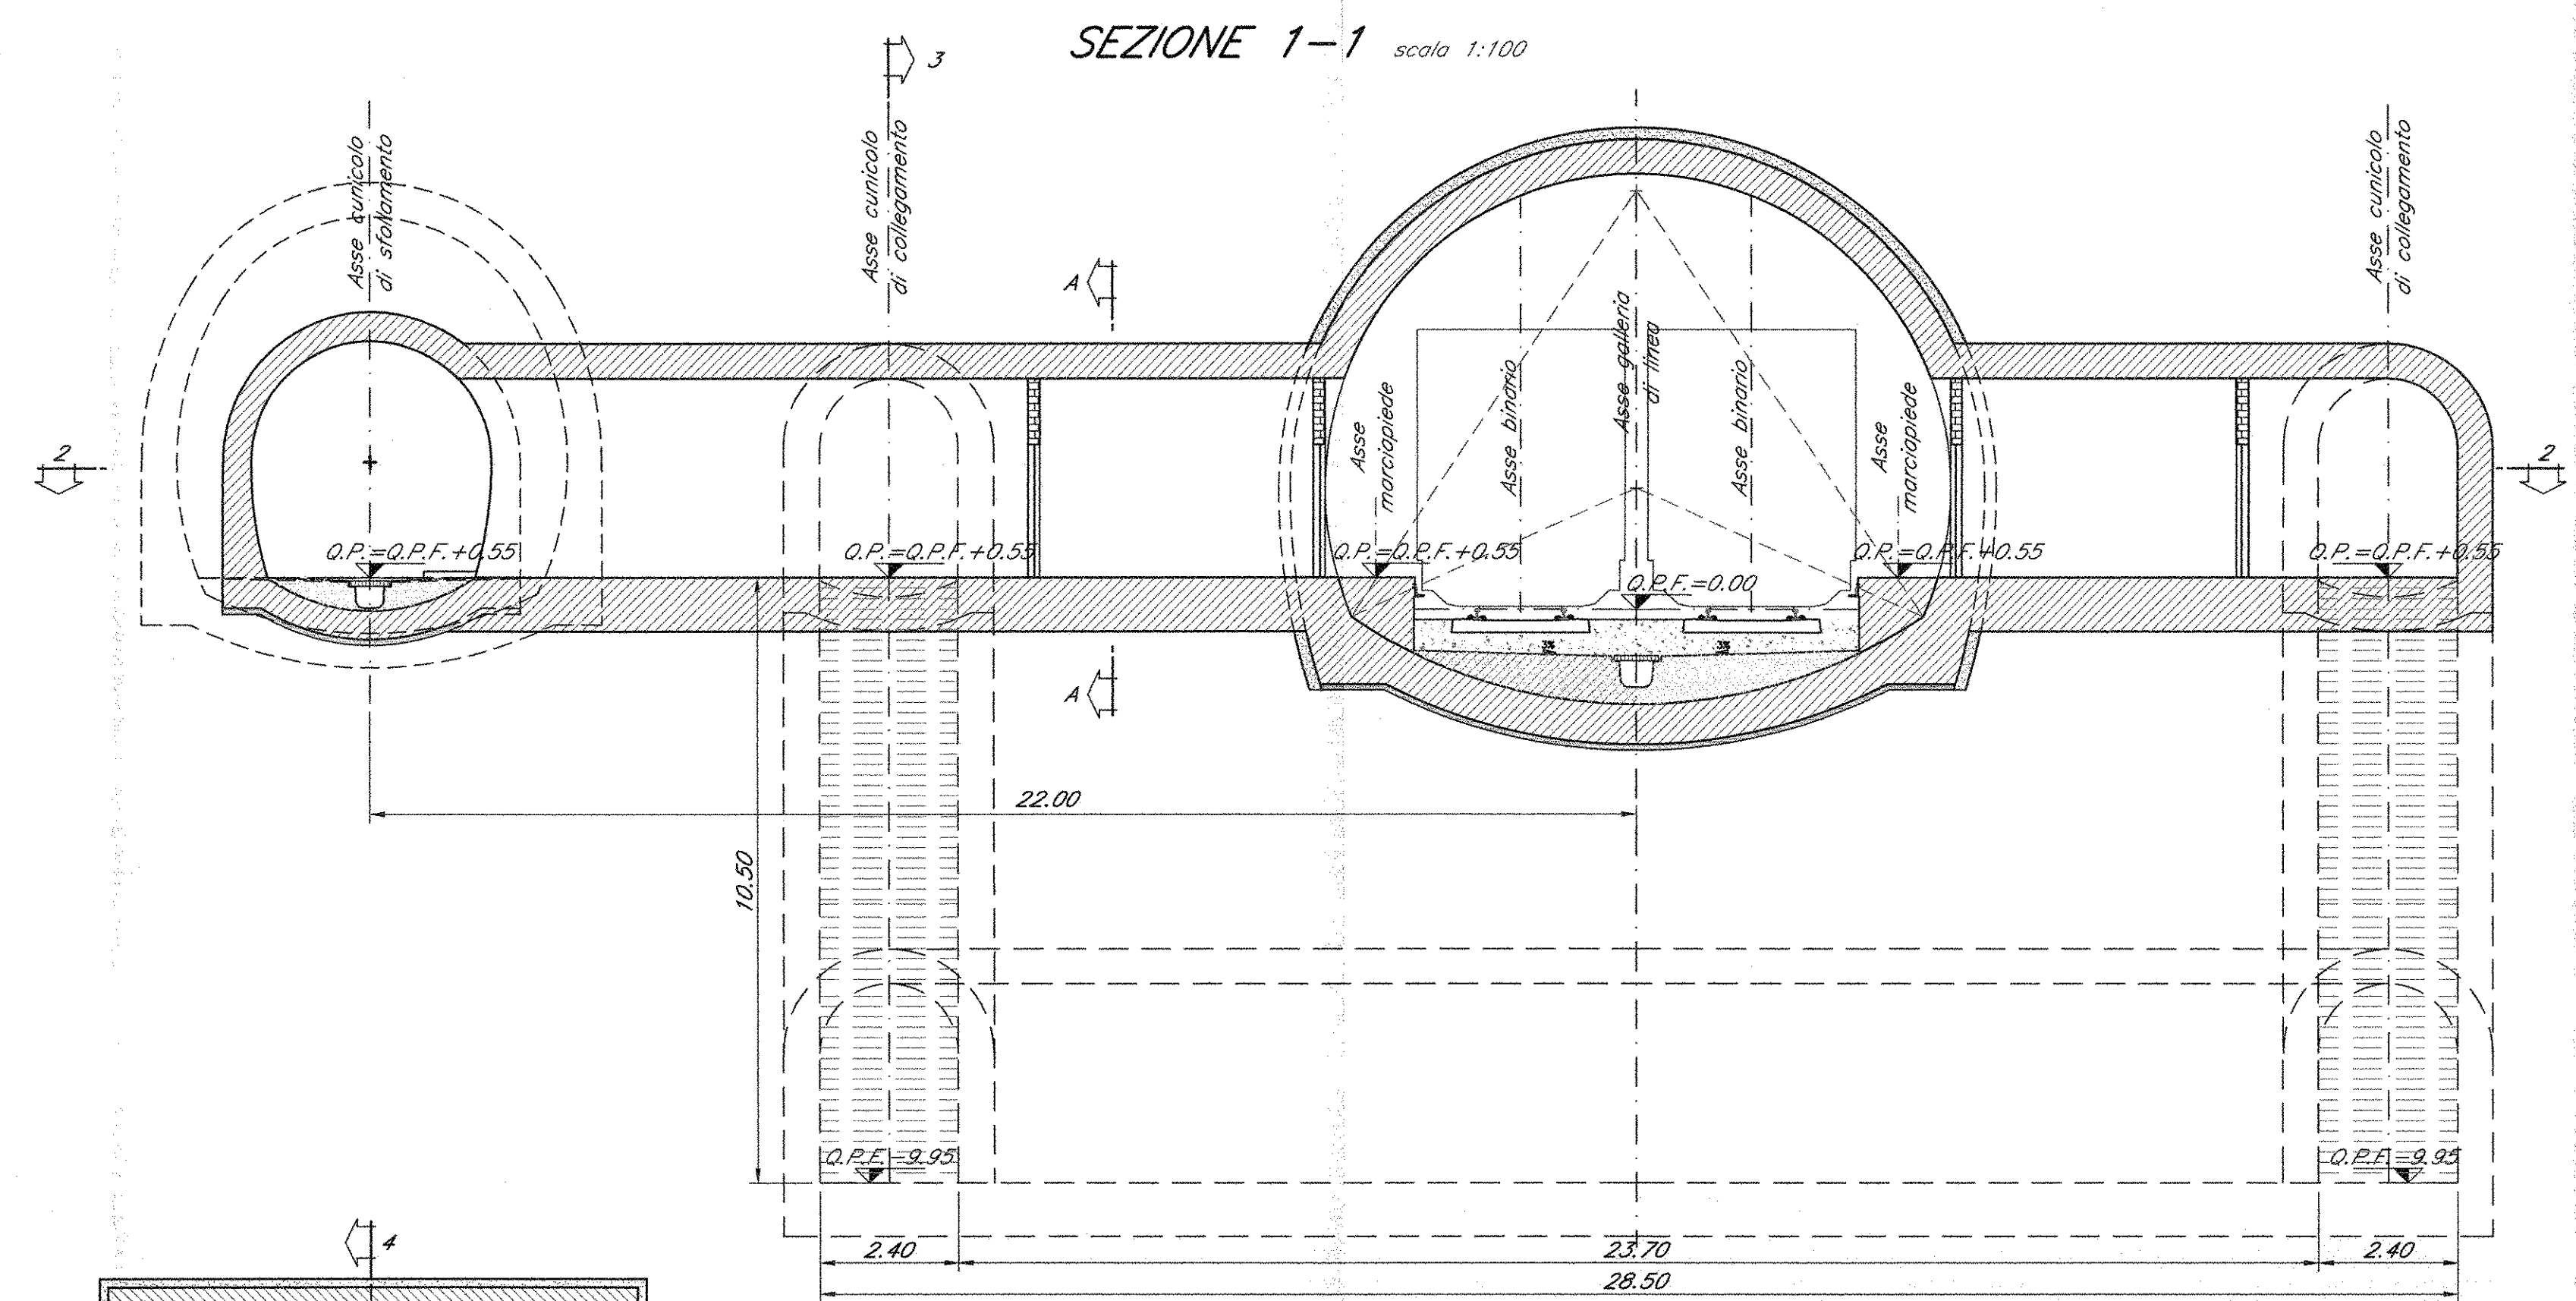 SEZIONE 1-1 scala 1:100
3
Asse cunicolo
di sfollamento
Asse cunicolo
di collegamento
A
Asse galleria
di linea
Asse cunicolo
di collegamento
Asse
marciapiede
Asse binario
Asse binario
Asse
marciapiede
2
2
Q.P.=Q.P.F.+0.55
Q.P.=Q.P.F.+0.55
Q.P.=Q.P.F.+0.55
Q.P.=Q.P.F.+0.55
Q.P.=Q.P.F.+0.55
Q.P.F.=0.00
3%
3%
A
22.00
10.50
Q.P.F.=9.95
Q.P.F.=9.95
4
2.40
23.70
2.40
28.50